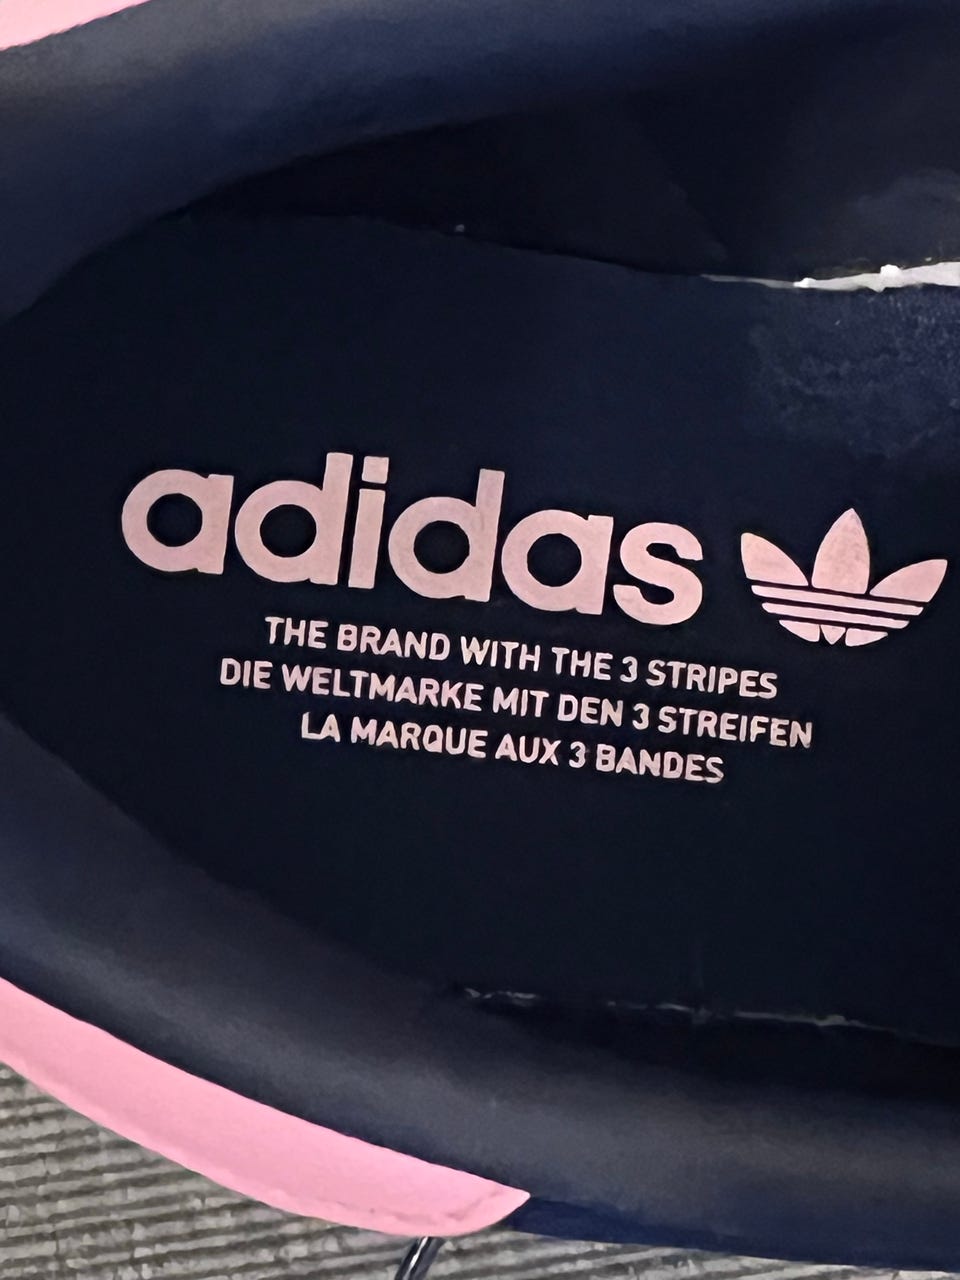 adidas
THE BRAND WITH THE 3 STRIPES
DIE WELTMARKE MIT DEN 3 STREIFEN
LA MARQUE AUX 3 BANDES